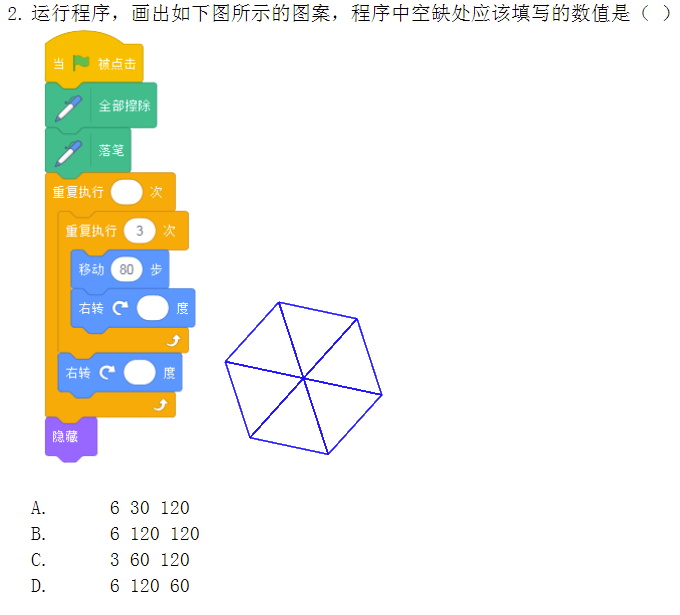 2. 运行程序，画出如下图所示的图案，程序中空缺处应该填写的数值是（ ）
当 被点击
全部擦除
落笔
重复执行 次
重复执行 3 次
移动 80 步
右转 度
右转 度
隐藏
A. 6 30 120
B. 6 120 120
C. 3 60 120
D. 6 120 60